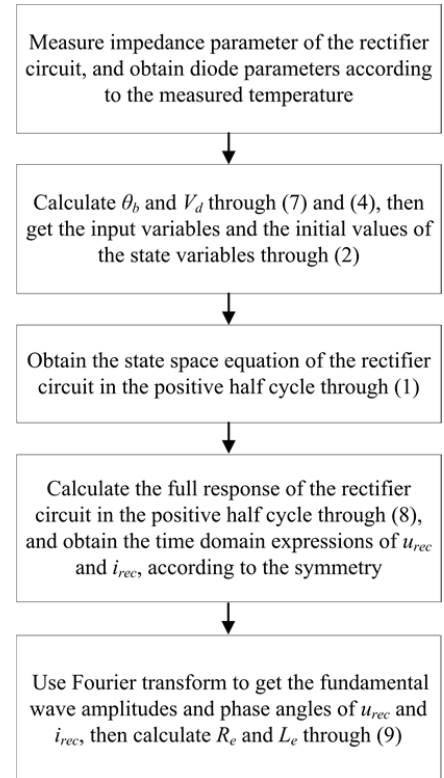 Measure impedance parameter of the rectifier
circuit, and obtain diode parameters according
to the measured temperature
Calculate θb and Vd through (7) and (4), then
get the input variables and the initial values of
the state variables through (2)
Obtain the state space equation of the rectifier
circuit in the positive half cycle through (1)
Calculate the full response of the rectifier
circuit in the positive half cycle through (8),
and obtain the time domain expressions of urec
and irec, according to the symmetry
Use Fourier transform to get the fundamental
wave amplitudes and phase angles of urec and
irec, then calculate Re and Le through (9)